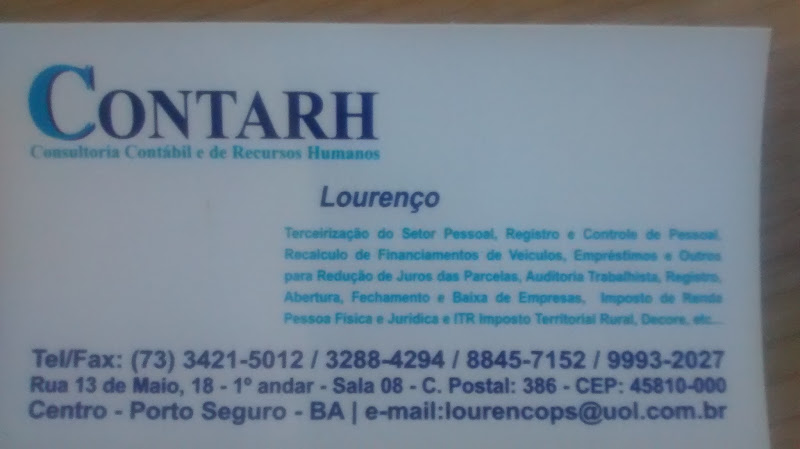 CONTARH
Consultoria Contábil e de Recursos Humanos
Lourenço
Terceirização do Setor Pessoal, Registro e Controle de Pessoal,
Recalculo de Financiamentos de Veiculos, Empréstimos e Outros
para Redução de Juros das Parcelas, Auditoria Trabalhista, Registro,
Abertura, Fechamento e Baixa de Empresas, Imposto de Renda
Pessoa Física e Juridica e ITR Imposto Territorial Rural, Decore, etc...
Tel/Fax: (73) 3421-5012 / 3288-4294 / 8845-7152 / 9993-2027
Rua 13 de Maio, 18 - 1º andar - Sala 08 - C. Postal: 386 - CEP: 45810-000
Centro - Porto Seguro - BA | e-mail:lourencops@uol.com.br